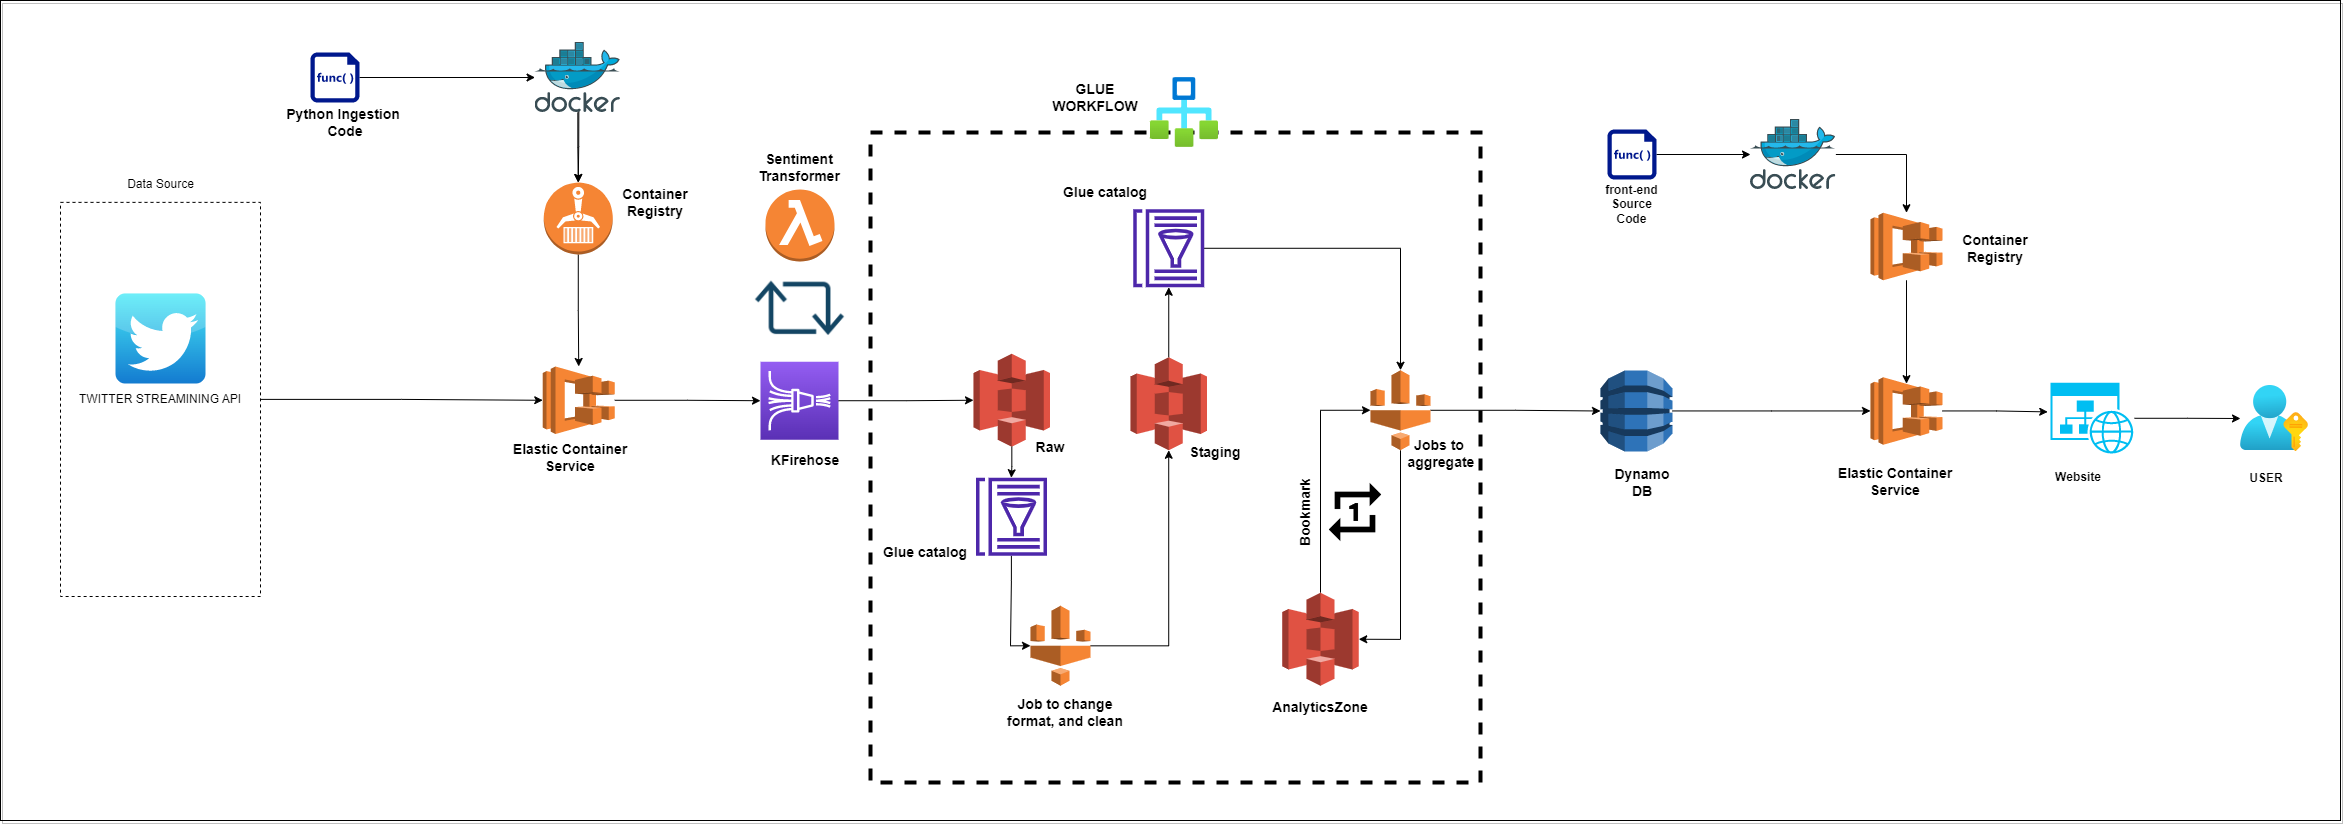 func( )
Python Ingestion
Code
docker
Data Source
TWITTER STREAMINING API
Container
Registry
Elastic Container
Service
Sentiment
Transformer
KFirehose
GLUE
WORKFLOW
Glue catalog
Raw
Staging
Glue catalog
Job to change
format, and clean
Jobs to
aggregate
Bookmark
1
AnalyticsZone
Dynamo
DB
func( )
front-end
Source
Code
docker
Container
Registry
Elastic Container
Service
Website
USER